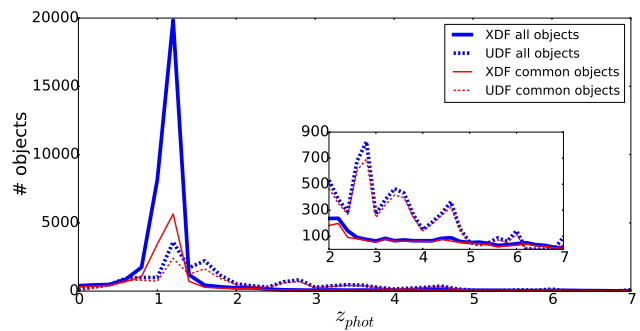 20000
15000
10000
5000
0
# objects
XDF all objects
UDF all objects
XDF common objects
UDF common objects
900
700
500
300
100
2 3 4 5 6 7
0 1 2 3 4 5 6 7
z_phot